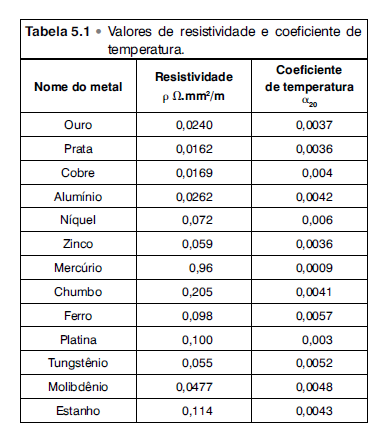 Tabela 5.1 • Valores de resistividade e coeficiente de
temperatura.
Nome do metal Resistividade ρ Ω.mm²/m Coeficiente de temperatura α₂₀
Ouro 0,0240 0,0037
Prata 0,0162 0,0036
Cobre 0,0169 0,004
Alumínio 0,0262 0,0042
Níquel 0,072 0,006
Zinco 0,059 0,0036
Mercúrio 0,96 0,0009
Chumbo 0,205 0,0041
Ferro 0,098 0,0057
Platina 0,100 0,003
Tungstênio 0,055 0,0052
Molibdênio 0,0477 0,0048
Estanho 0,114 0,0043